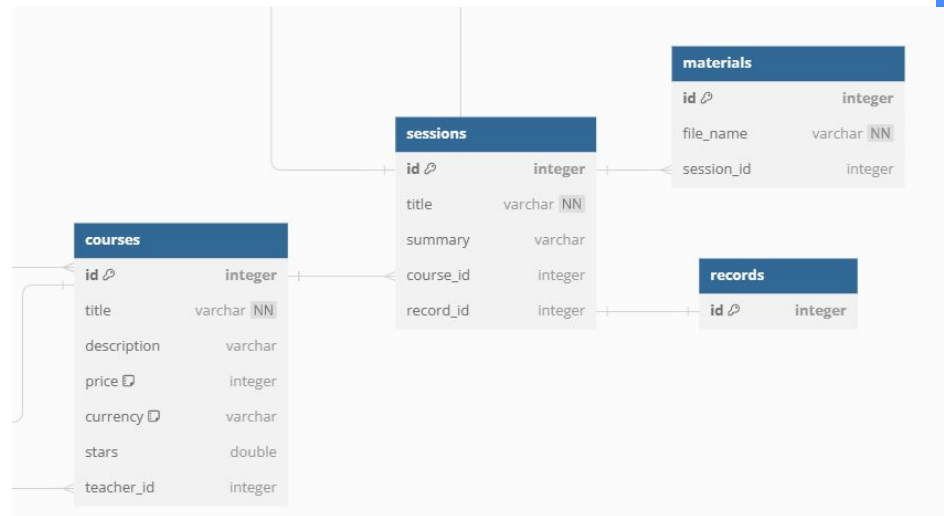 courses
id integer
title varchar NN
description varchar
price integer
currency varchar
stars double
teacher_id integer
sessions
id integer
title varchar NN
summary varchar
course_id integer
record_id integer
materials
id integer
file_name varchar NN
session_id integer
records
id integer